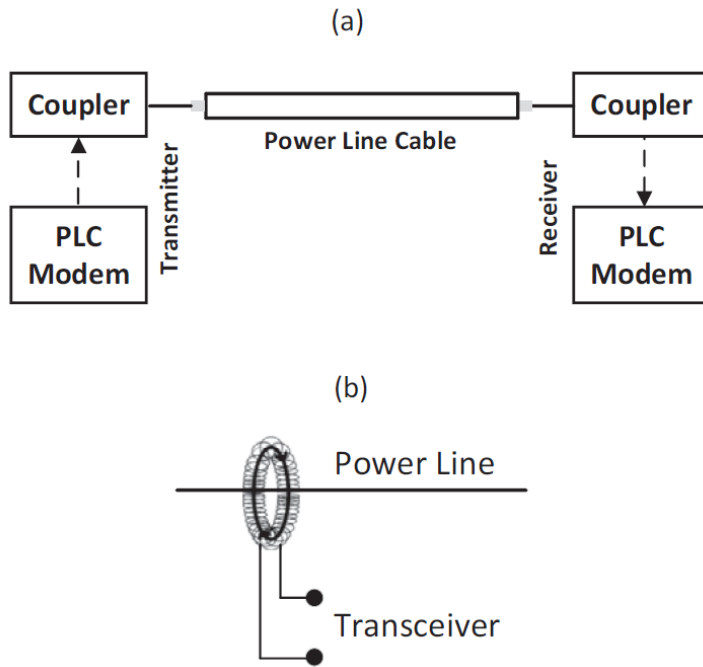 (a)
Coupler
Coupler
Power Line Cable
Transmitter
Receiver
PLC
Modem
PLC
Modem
(b)
Power Line
Transceiver